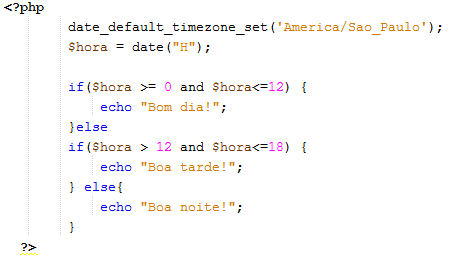 <?php
date_default_timezone_set('America/Sao_Paulo');
$hora = date("H");
if($hora >= 0 and $hora<=12) {
echo "Bom dia!";
}else
if($hora > 12 and $hora<=18) {
echo "Boa tarde!";
} else{
echo "Boa noite!";
}
?>